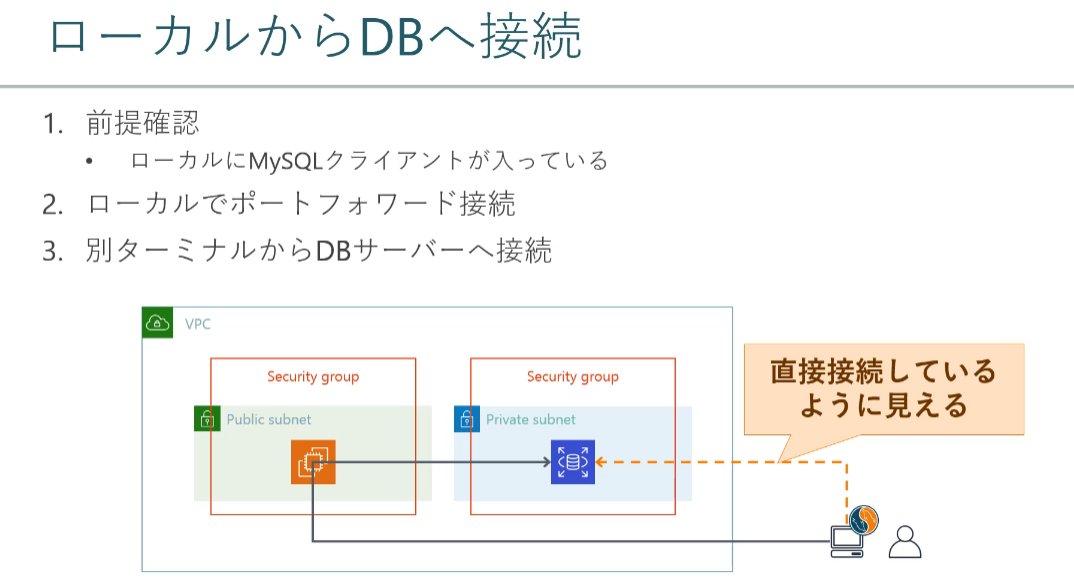 ローカルからDBへ接続
1. 前提確認
• ローカルにMySQLクライアントが入っている
2. ローカルでポートフォワード接続
3. 別ターミナルからDBサーバーへ接続
VPC
Security group
Security group
Public subnet
Private subnet
直接接続している
ように見える